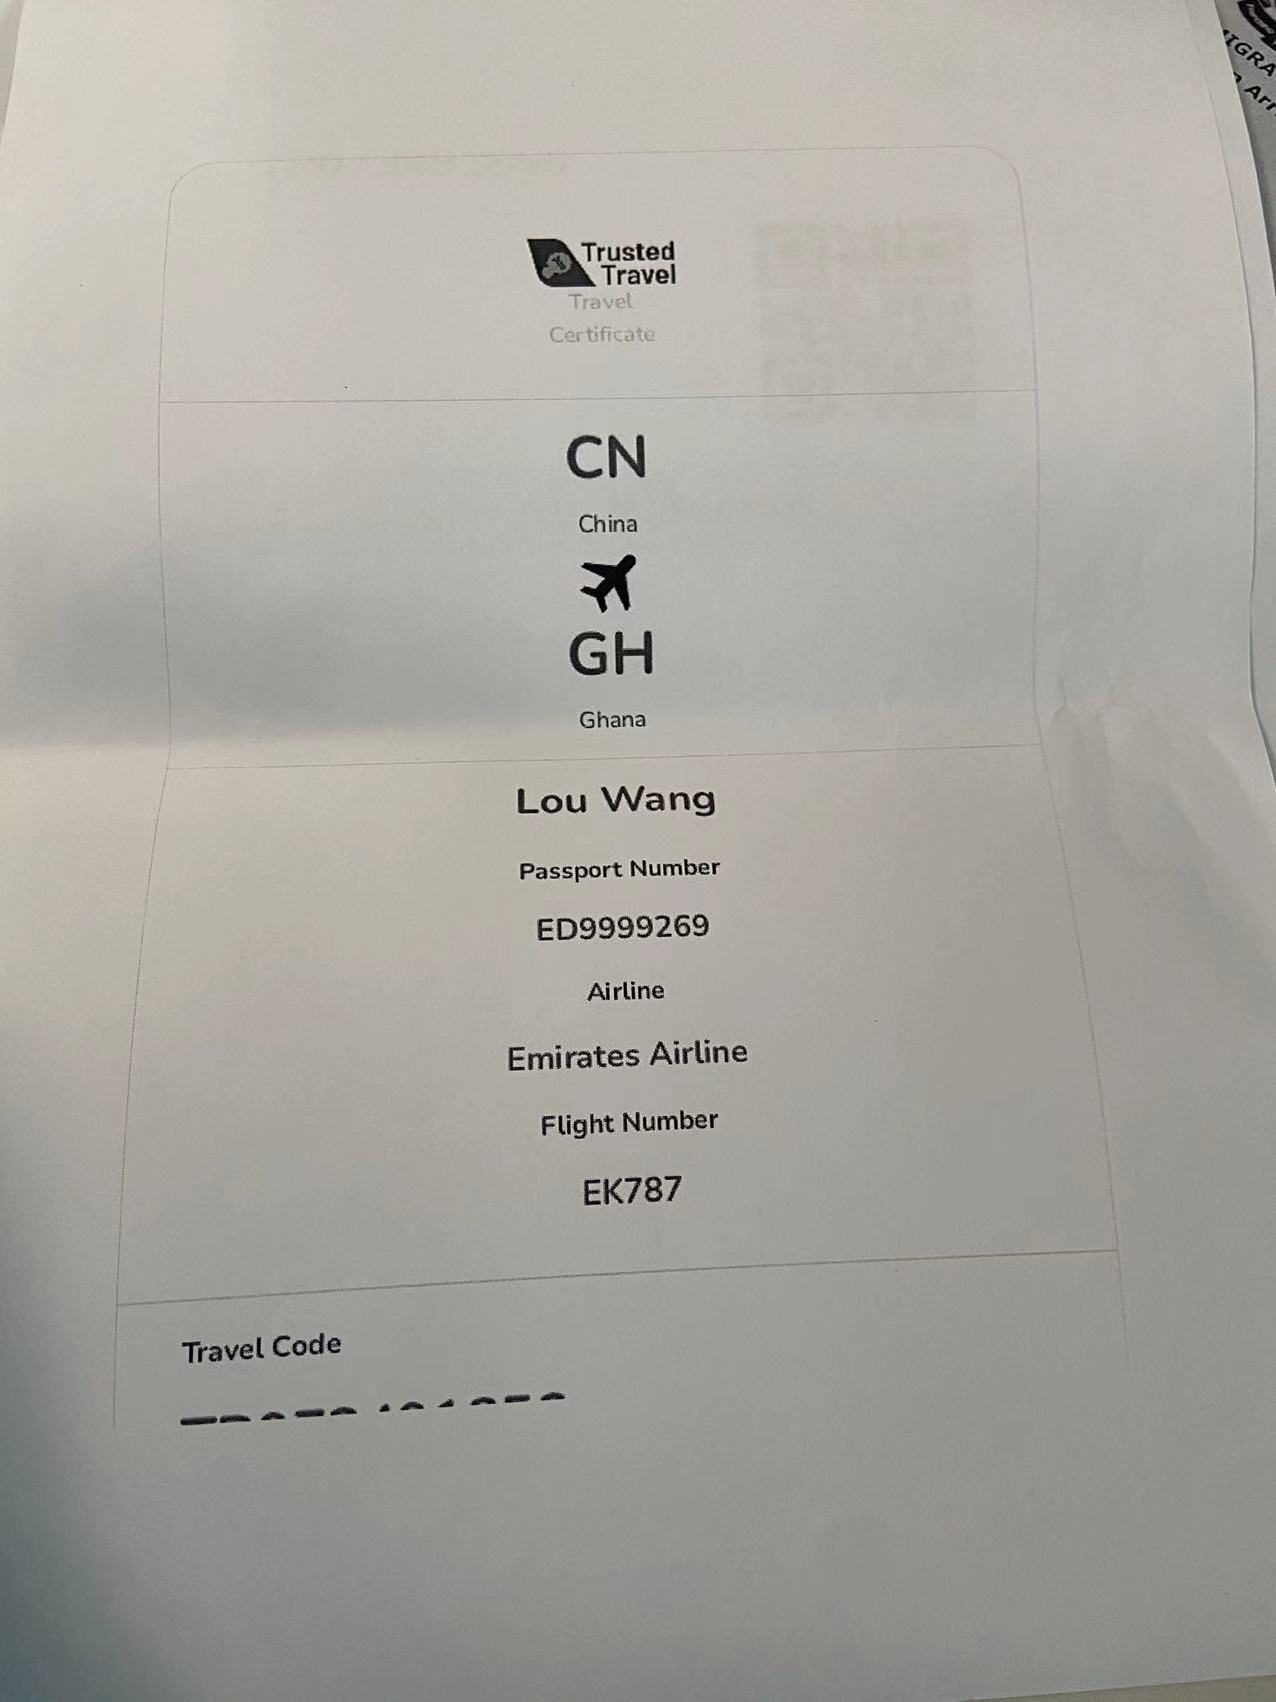 Trusted
Travel
Travel
Certificate
CN
China
GH
Ghana
Lou Wang
Passport Number
ED9999269
Airline
Emirates Airline
Flight Number
EK787
Travel Code